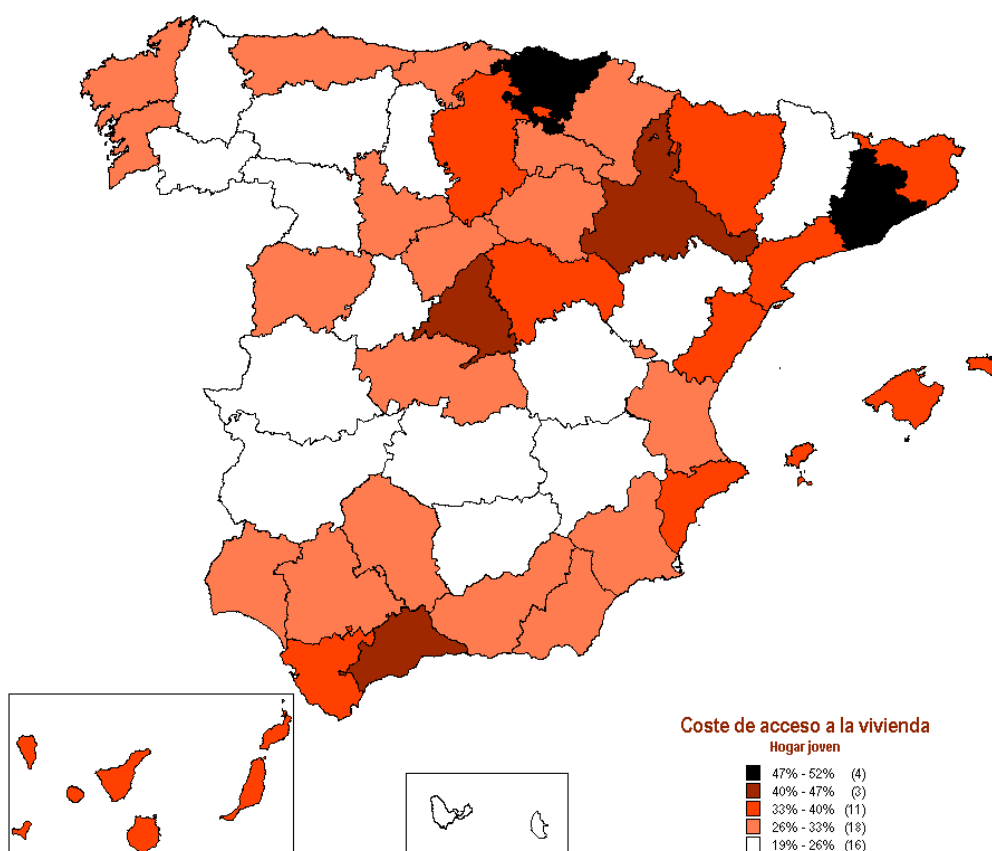 Coste de acceso a la vivienda
Hogar joven
47% - 52% (4)
40% - 47% (3)
33% - 40% (11)
26% - 33% (18)
19% - 26% (16)